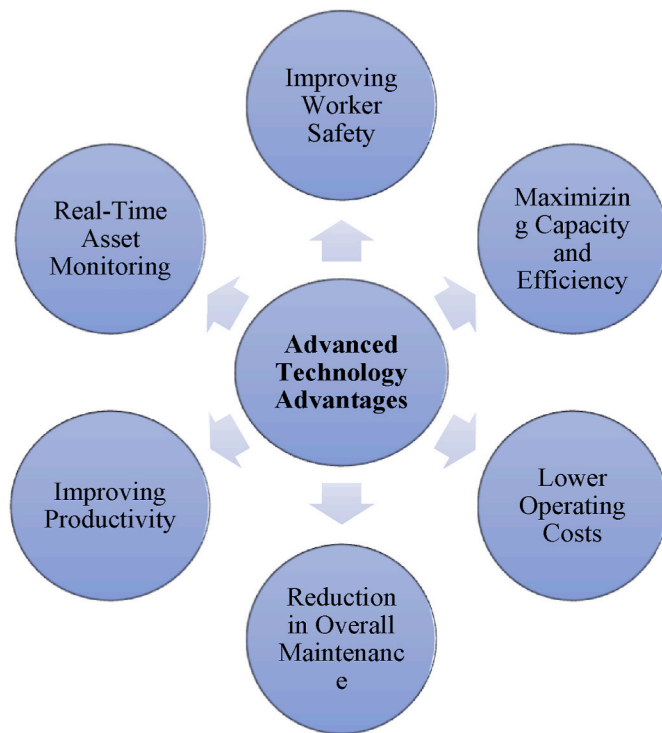 Improving
Worker
Safety
Maximizin
g Capacity
and
Efficiency
Lower
Operating
Costs
Reduction
in Overall
Maintenanc
e
Improving
Productivity
Real-Time
Asset
Monitoring
Advanced
Technology
Advantages